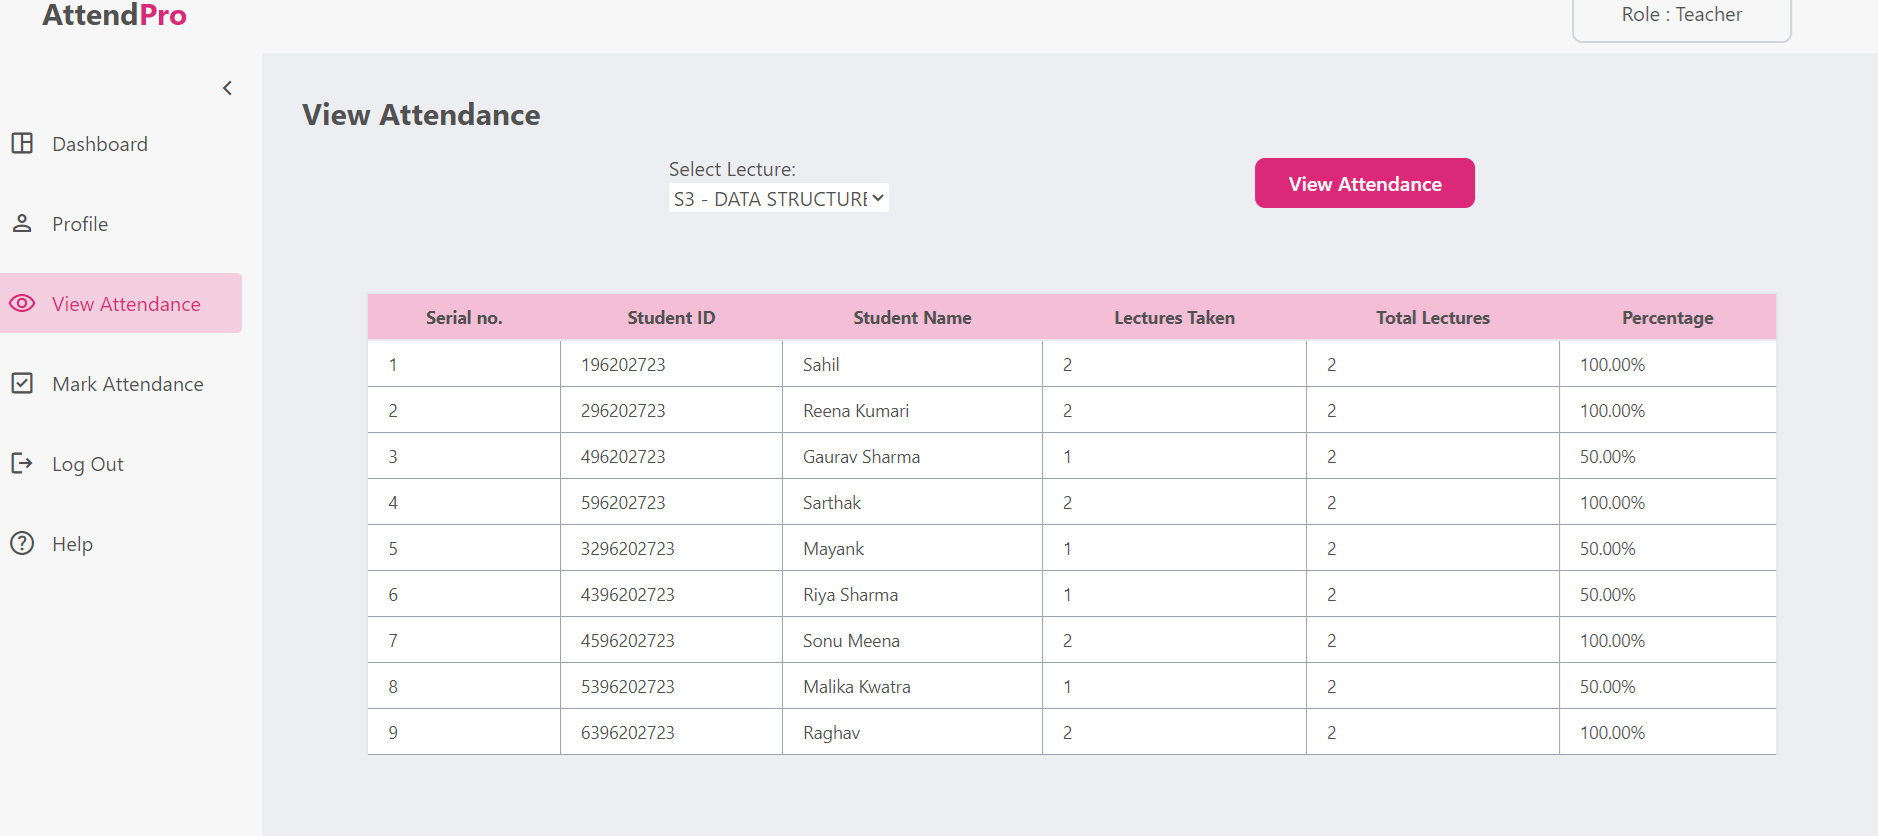 AttendPro
Role : Teacher
Dashboard
Profile
View Attendance
Mark Attendance
Log Out
Help
View Attendance
Select Lecture:
S3 - DATA STRUCTURE
View Attendance
Serial no. Student ID Student Name Lectures Taken Total Lectures Percentage
1 196202723 Sahil 2 2 100.00%
2 296202723 Reena Kumari 2 2 100.00%
3 496202723 Gaurav Sharma 1 2 50.00%
4 596202723 Sarthak 2 2 100.00%
5 3296202723 Mayank 1 2 50.00%
6 4396202723 Riya Sharma 1 2 50.00%
7 4596202723 Sonu Meena 2 2 100.00%
8 5396202723 Malika Kwatra 1 2 50.00%
9 6396202723 Raghav 2 2 100.00%